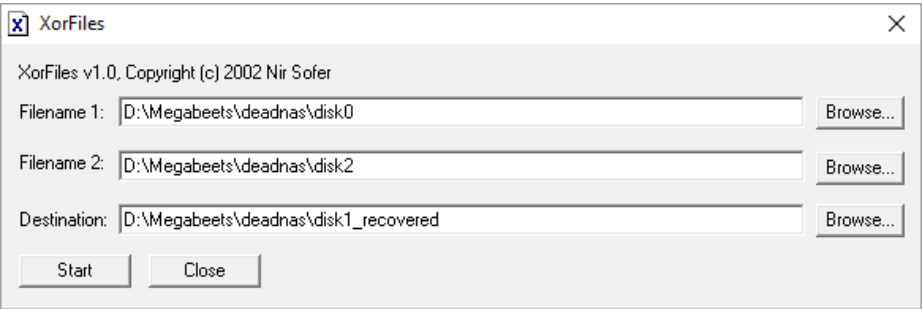 XorFiles
XorFiles v1.0, Copyright (c) 2002 Nir Sofer
Filename 1: D:\Megabeets\deadnas\disk0 Browse...
Filename 2: D:\Megabeets\deadnas\disk2 Browse...
Destination: D:\Megabeets\deadnas\disk1_recovered Browse...
Start Close